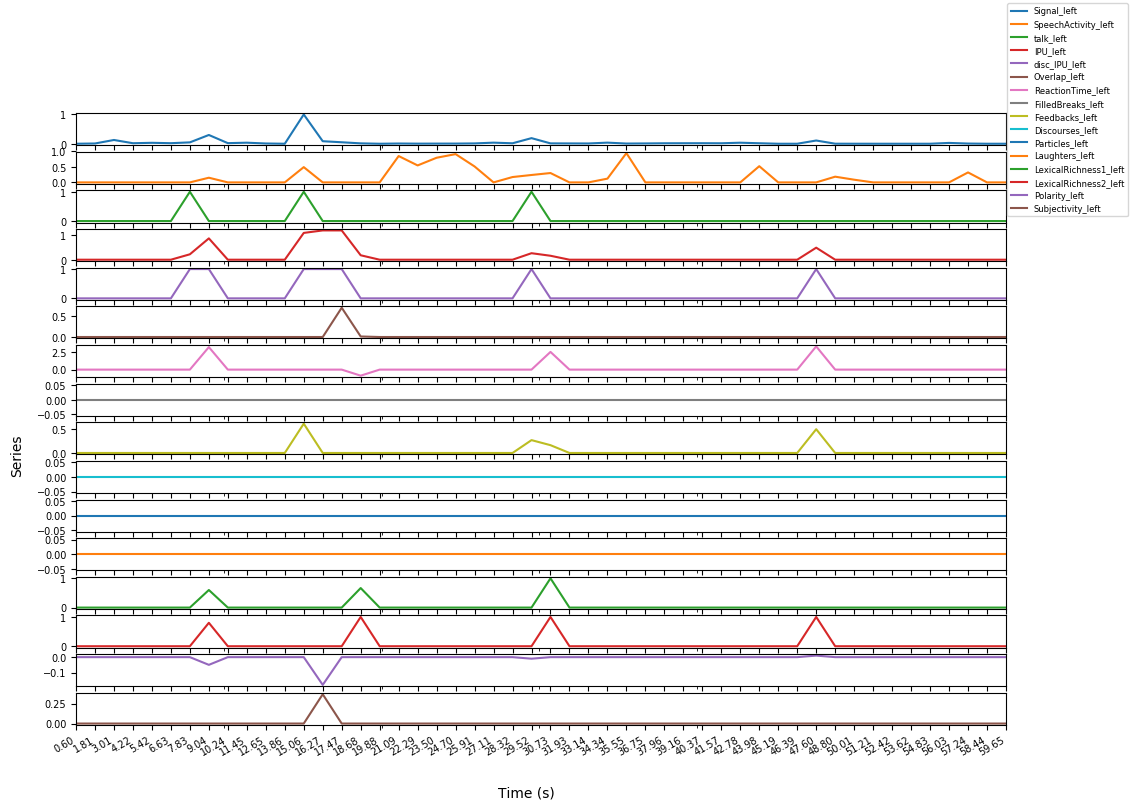 Signal_left
SpeechActivity_left
talk_left
IPU_left
disc_IPU_left
Overlap_left
ReactionTime_left
FilledBreaks_left
Feedbacks_left
Discourses_left
Particles_left
Laughters_left
LexicalRichness1_left
LexicalRichness2_left
Polarity_left
Subjectivity_left
1
0
1.0
0.5
0.0
1
0
1
0
1
0
0.5
0.0
2.5
0.0
0.05
0.00
−0.05
0.5
0.0
0.05
0.00
−0.05
0.05
0.00
−0.05
0.05
0.00
−0.05
1
0
1
0
0.0
−0.1
0.25
0.00
Series
0.60 1.81 3.01 4.22 5.42 6.63 7.83 9.04 10.24 11.45 12.65 13.86 15.06 16.27 17.47 18.68 19.88 21.09 22.29 23.50 24.70 25.91 27.11 28.32 29.52 30.73 31.93 33.14 34.34 35.55 36.75 37.96 39.16 40.37 41.57 42.78 43.98 45.19 46.39 47.60 48.80 50.01 51.21 52.42 53.62 54.83 56.03 57.24 58.44 59.65
Time (s)